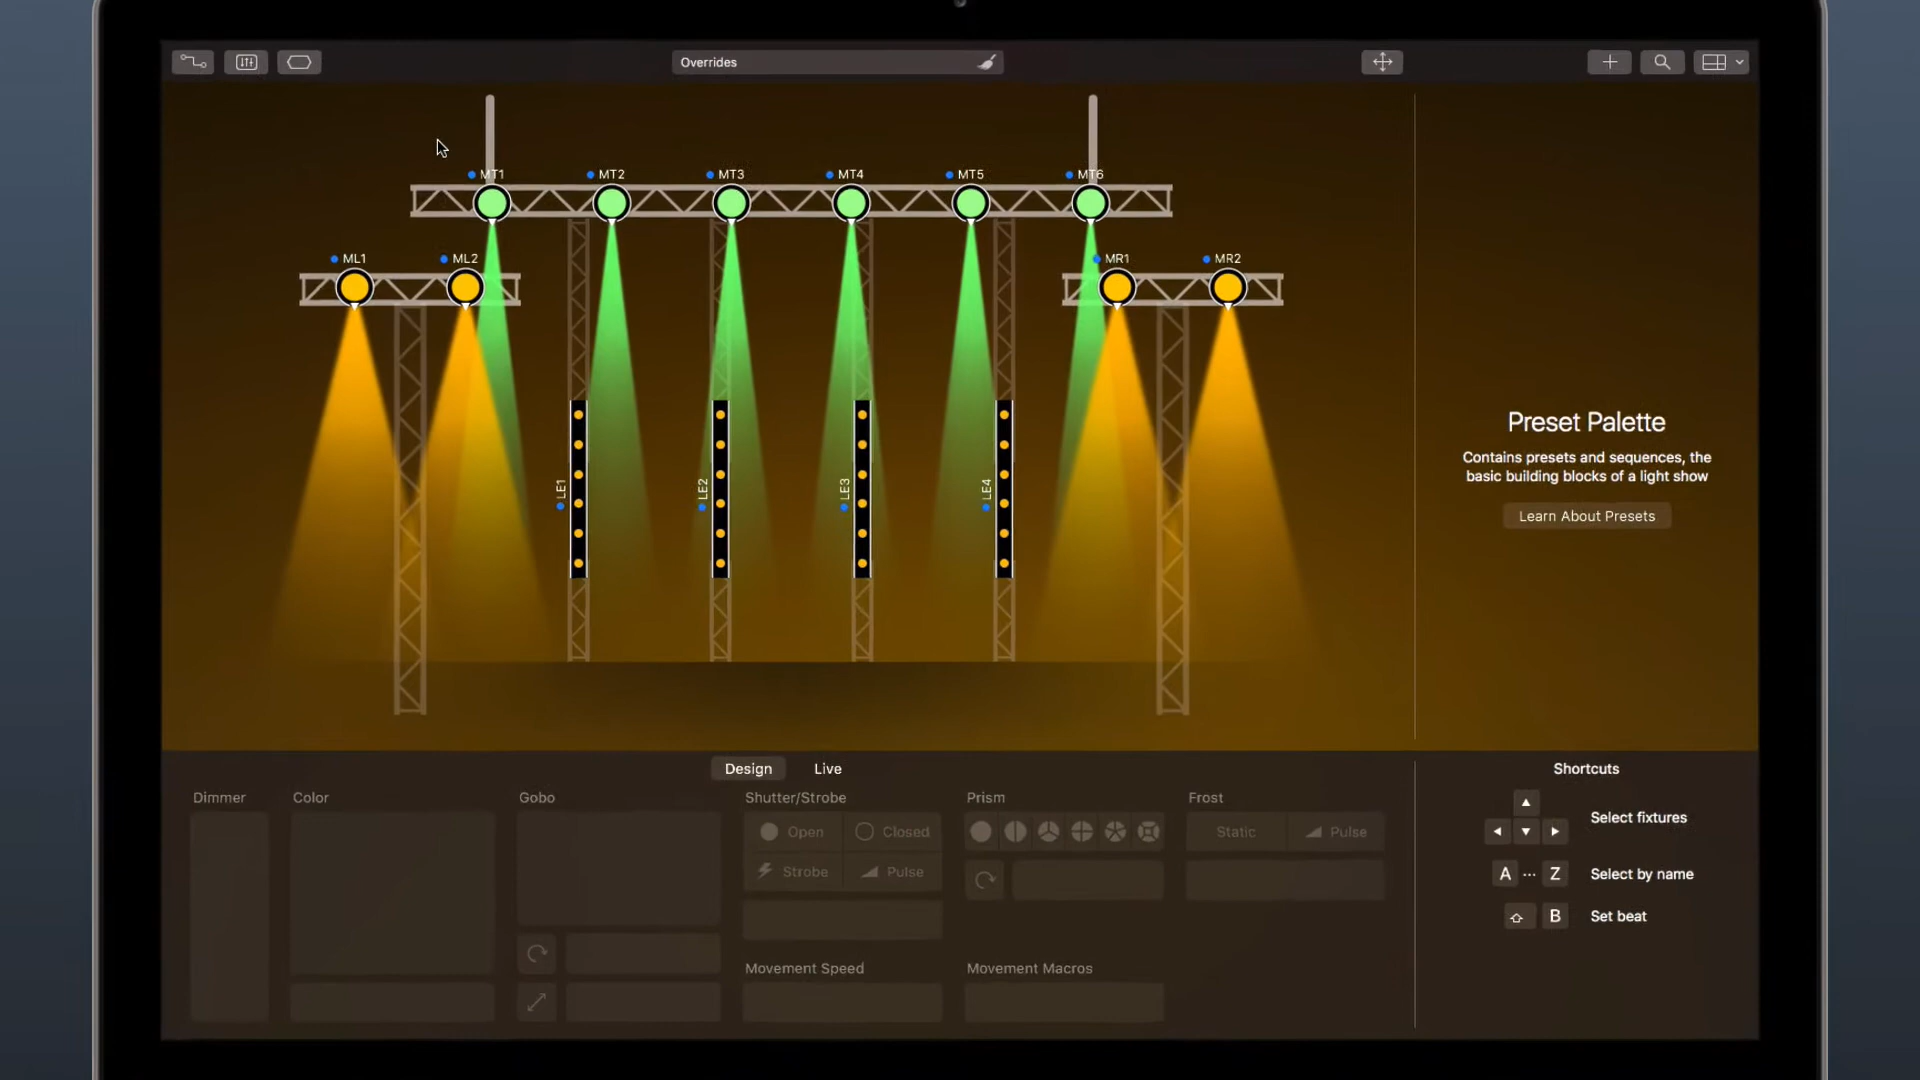 Overrides
MT1
MT2
MT3
MT4
MT5
MT6
ML1
ML2
MR1
MR2
LE1
LE2
LE3
LE4
Preset Palette
Contains presets and sequences, the
basic building blocks of a light show
Learn About Presets
Design
Live
Dimmer
Color
Gobo
Shutter/Strobe
Open
Closed
Strobe
Pulse
Prism
Frost
Static
Pulse
Movement Speed
Movement Macros
Shortcuts
Select fixtures
A ... Z
Select by name
B
Set beat